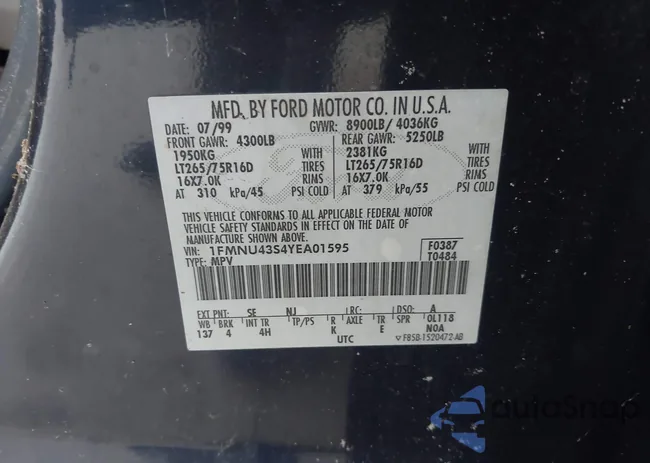 MFD. BY FORD MOTOR CO. IN U.S.A.
DATE: 07/99 GVWR: 8900LB/ 4036KG
FRONT GAWR: 4300LB REAR GAWR: 5250LB
1950KG WITH 2381KG WITH
LT265/75R16D TIRES LT265/75R16D TIRES
16X7.0K RIMS 16X7.0K RIMS
AT 310 kPa/45 PSI COLD AT 379 kPa/55 PSI COLD
THIS VEHICLE CONFORMS TO ALL APPLICABLE FEDERAL MOTOR
VEHICLE SAFETY STANDARDS IN EFFECT ON THE DATE OF
MANUFACTURE SHOWN ABOVE.
VIN: 1FMNU43S4YEA01595 F0387
TYPE: MPV T0484
EXT PNT: SE NJ RC: DSO: A
WB BRK INT TR TP/PS R AXLE TR SPR OL118
137 4 4H K E N0A
UTC F85B-1520472-AB
AutoSnap